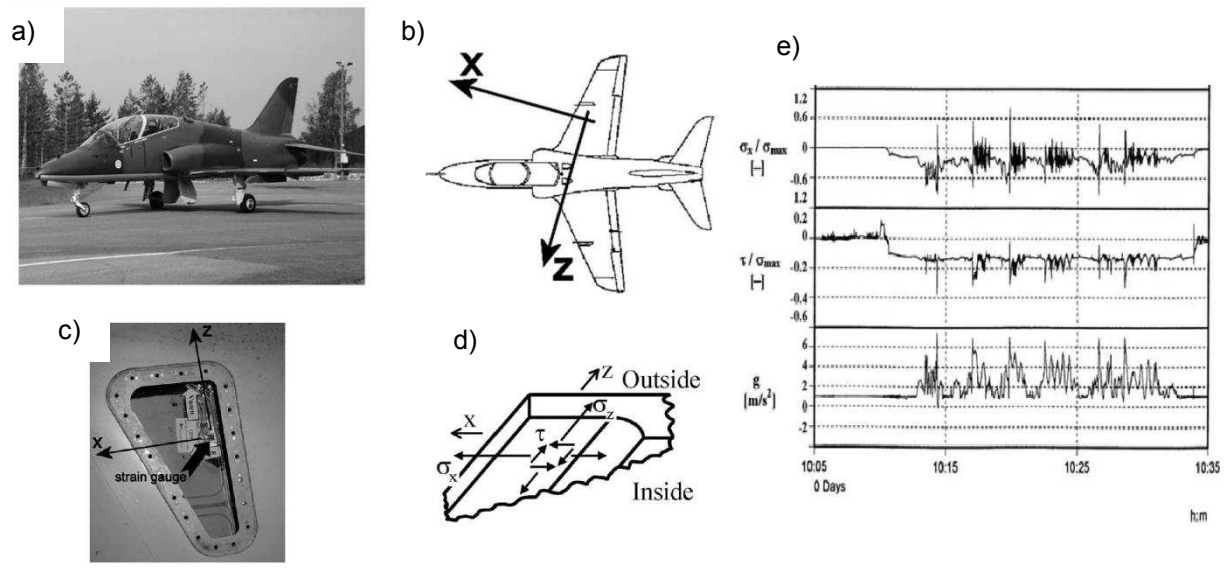 a)
b)
X
Z
c)
z
x
strain gauge
d)
Z
Outside
X
σz
τ
σx
Inside
e)
1.2
0.6
σx / σmax
0
[–]
-0.6
1.2
0.2
0
τ / σmax
-0.2
[–]
-0.4
-0.6
6
4
g
2
[m/s²]
1
0
-2
10:05
10:15
10:25
10:35
0 Days
h:m